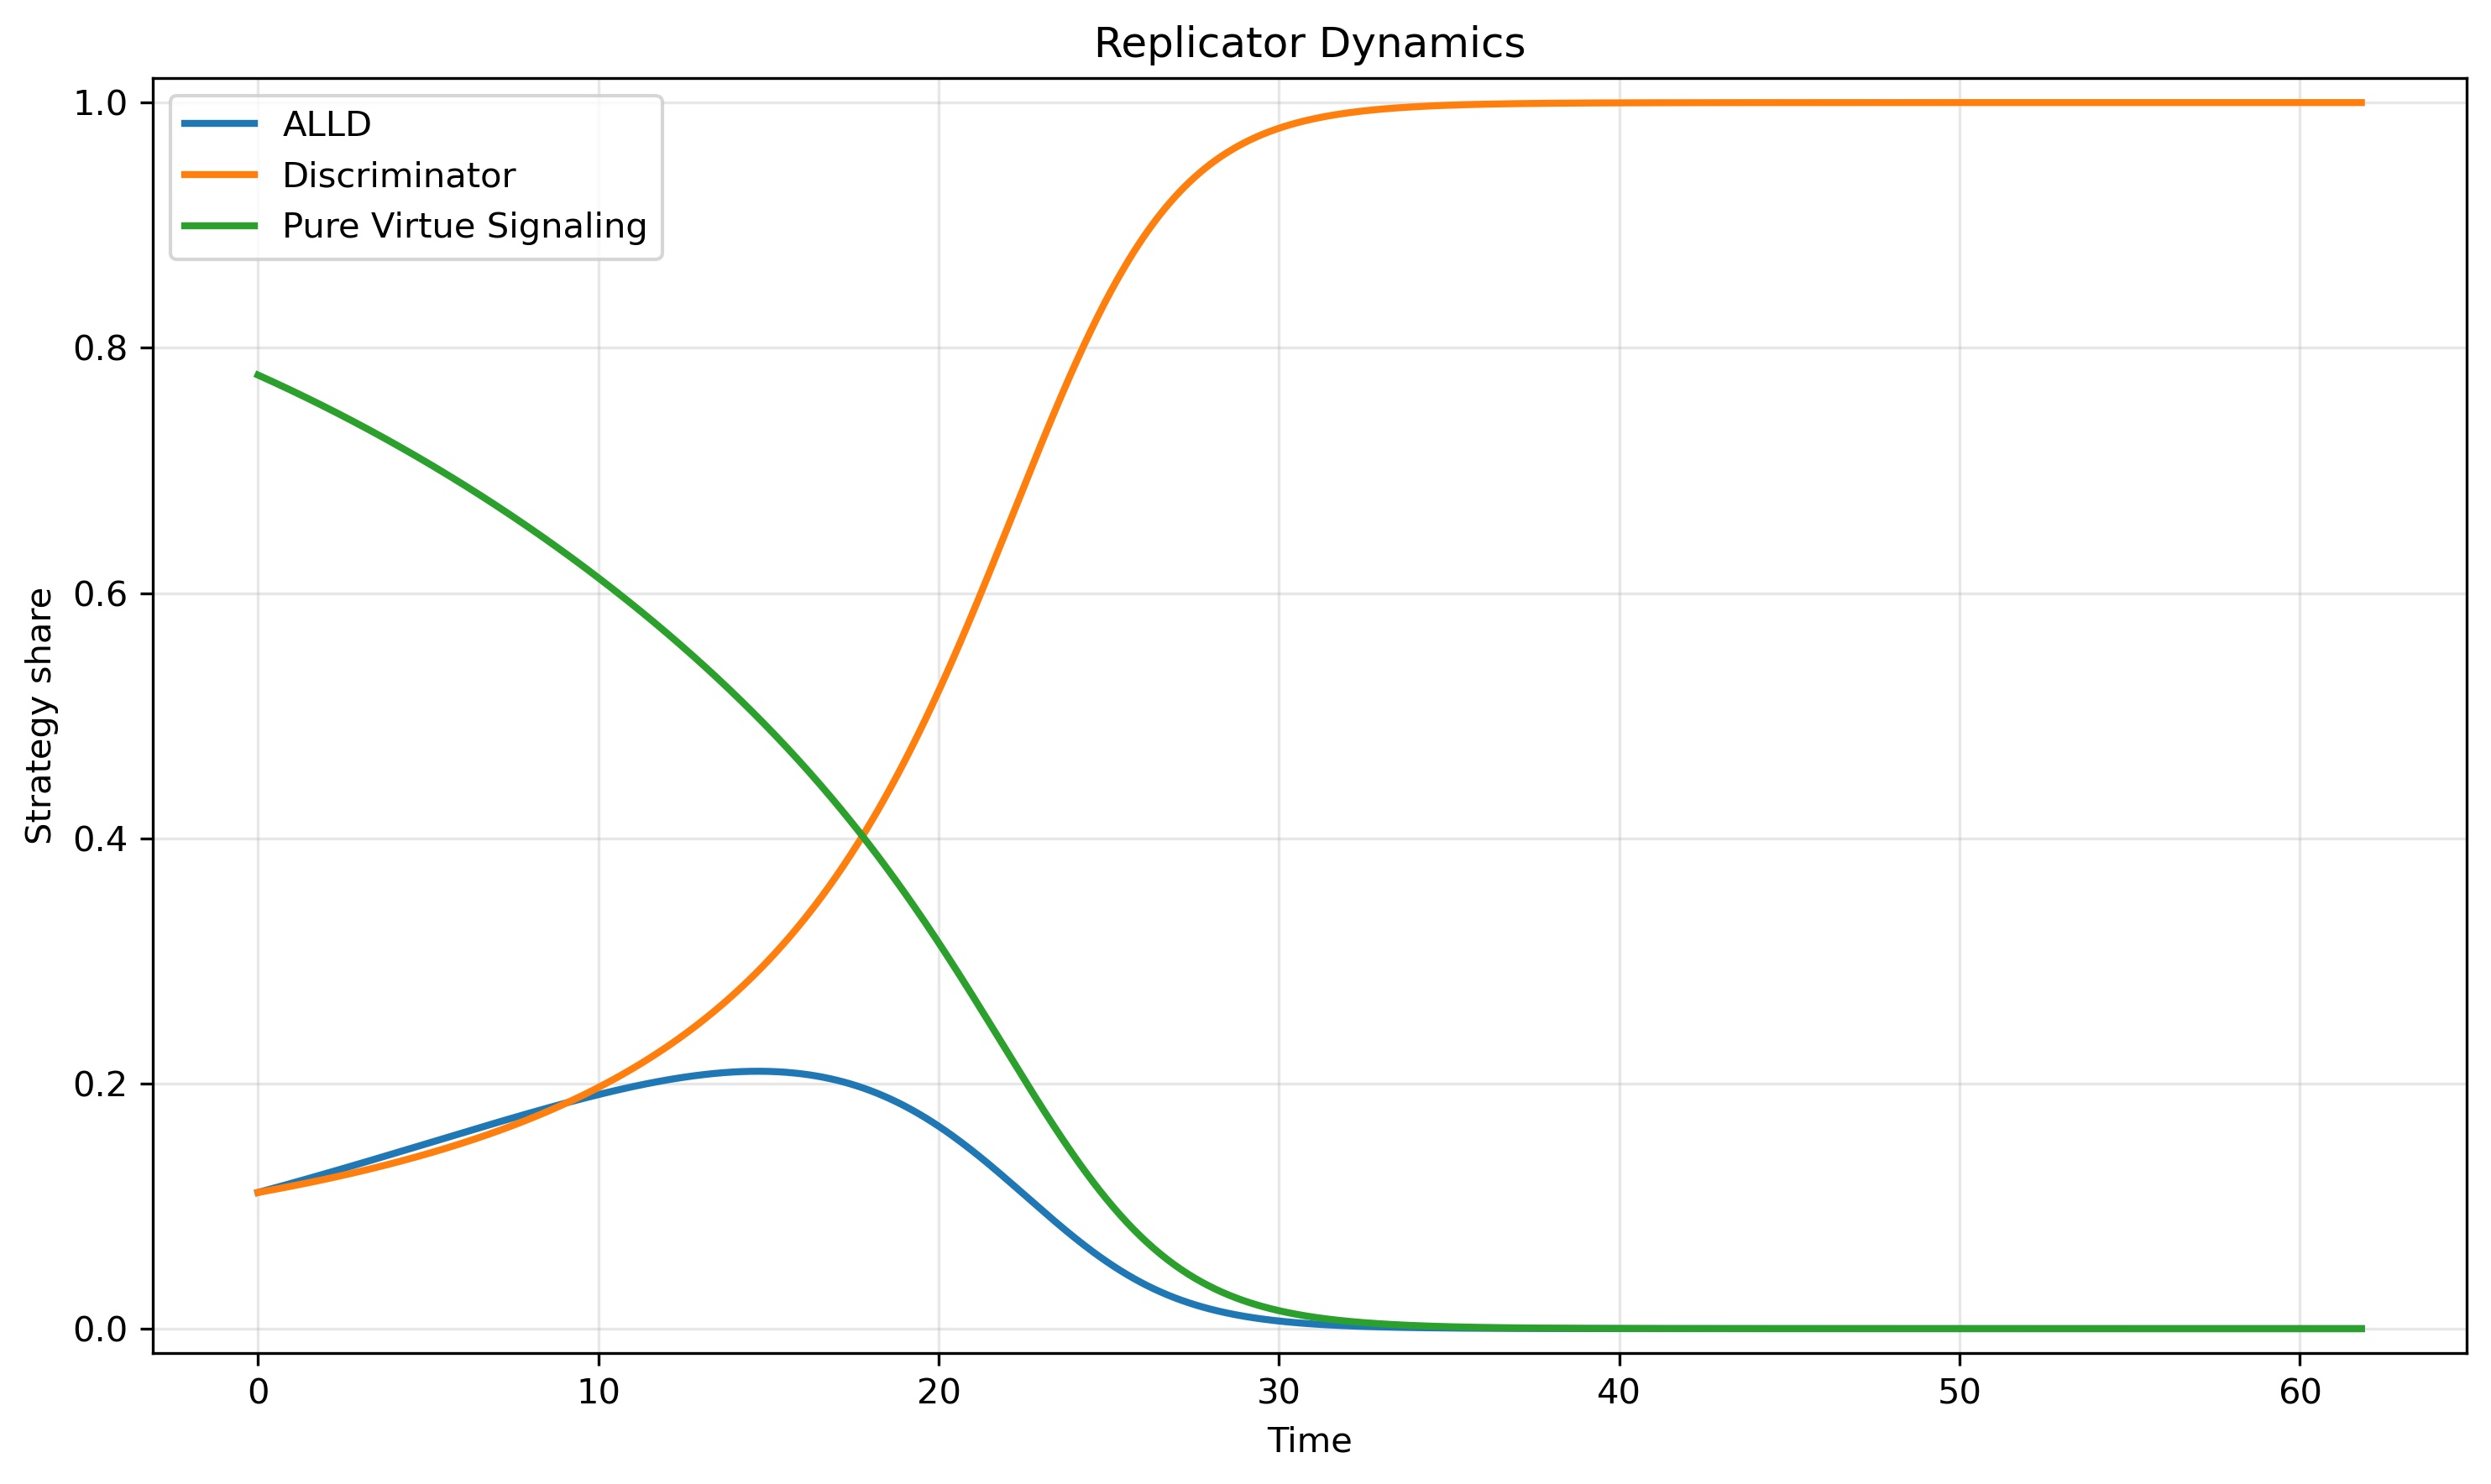 Replicator Dynamics
ALLD
Discriminator
Pure Virtue Signaling
Strategy share
1.0
0.8
0.6
0.4
0.2
0.0
0 10 20 30 40 50 60
Time